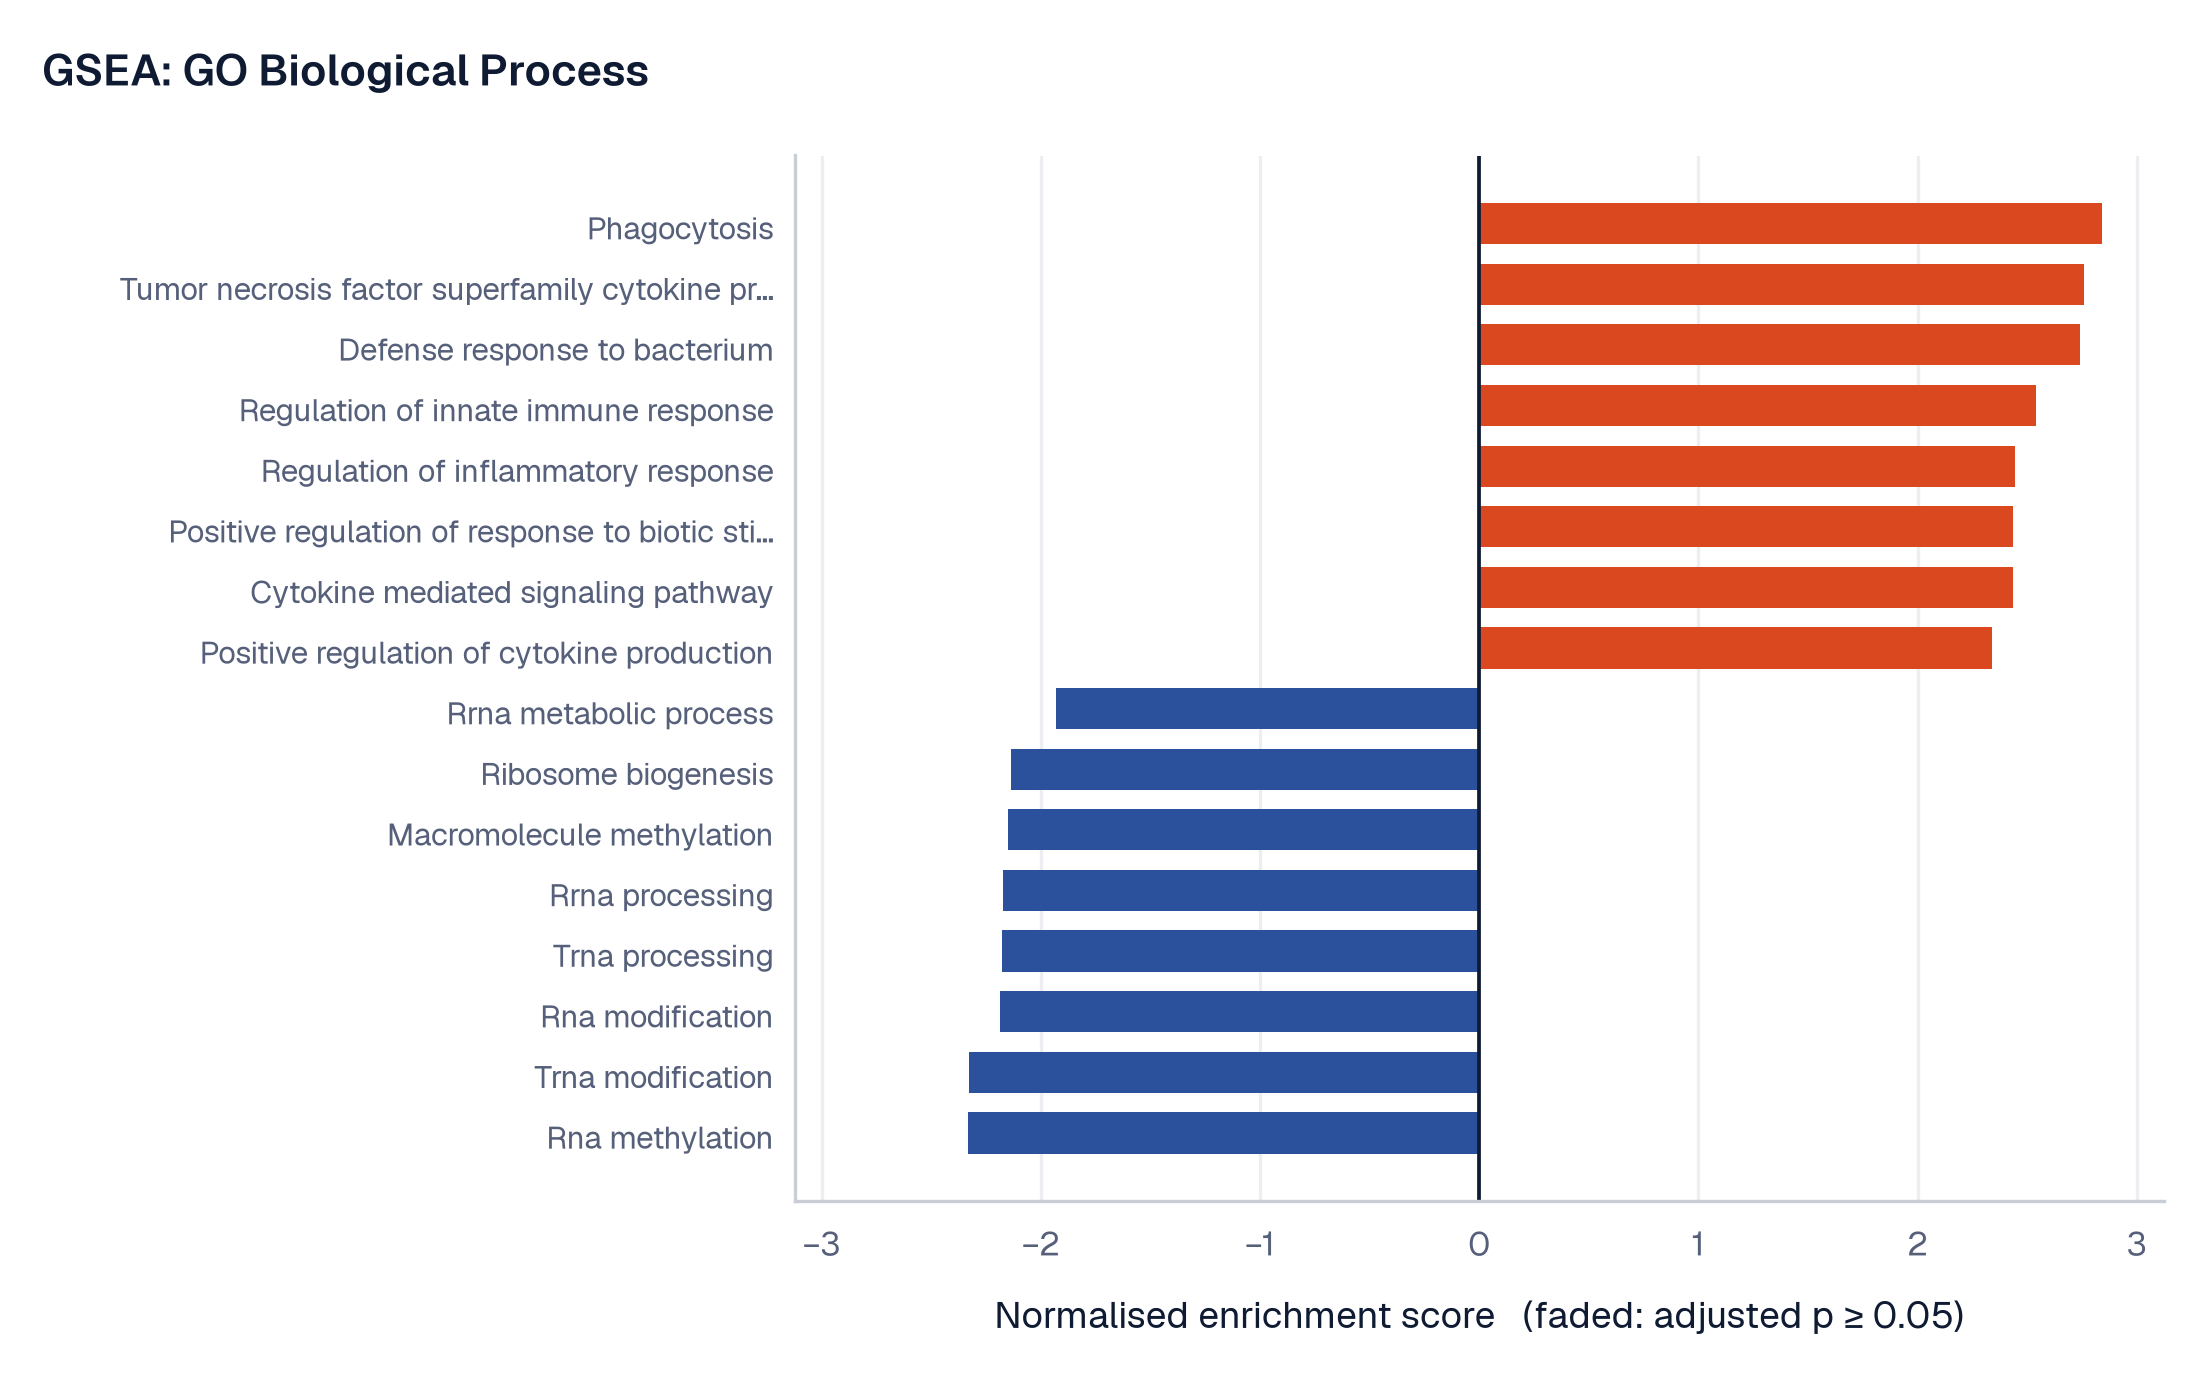 GSEA: GO Biological Process
Phagocytosis
Tumor necrosis factor superfamily cytokine pr…
Defense response to bacterium
Regulation of innate immune response
Regulation of inflammatory response
Positive regulation of response to biotic sti…
Cytokine mediated signaling pathway
Positive regulation of cytokine production
Rrna metabolic process
Ribosome biogenesis
Macromolecule methylation
Rrna processing
Trna processing
Rna modification
Trna modification
Rna methylation
−3 −2 −1 0 1 2 3
Normalised enrichment score (faded: adjusted p ≥ 0.05)